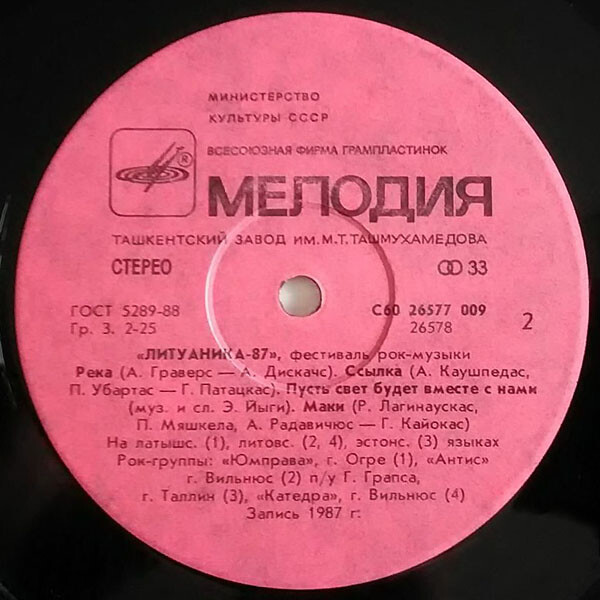 МИНИСТЕРСТВО
КУЛЬТУРЫ СССР
ВСЕСОЮЗНАЯ ФИРМА ГРАМПЛАСТИНОК
®
МЕЛОДИЯ
ТАШКЕНТСКИЙ ЗАВОД ИМ. М.Т. ТАШМУХАМЕДОВА
СТЕРЕО
33
ГОСТ 5289-88
С60 26577 009
Гр. 3. 2-25
26578
2
«ЛИТУАНИКА-87», фестиваль рок-музыки
Река (А. Граверс — А. Дискачс). Ссылка (А. Каушпедас,
П. Убартас — Г. Патацкас). Пусть свет будет вместе с нами
(муз. и сл. Э. Йыги). Маки (Р. Лагинаускас,
П. Мяшкела, А. Радавичюс — Г. Кайокас)
На латышс. (1), литовс. (2, 4), эстонс. (3) языках
Рок-группы: «Юмправа», г. Огре (1), «Антис»
г. Вильнюс (2) п/у Г. Грапса,
г. Таллин (3), «Катедра», г. Вильнюс (4)
Запись 1987 г.